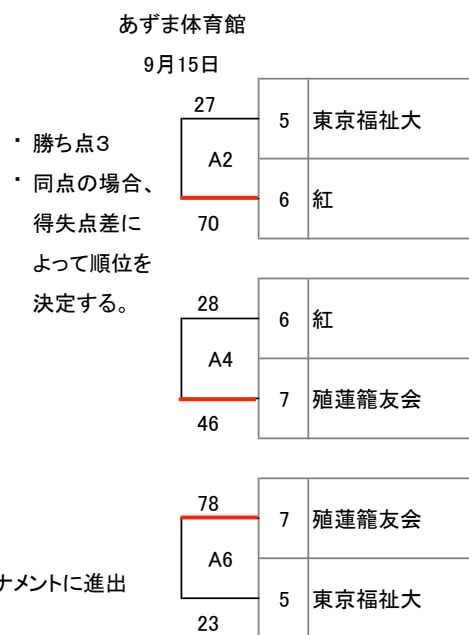 あずま体育館
9月15日
・ 勝ち点3
・ 同点の場合、
得失点差に
よって順位を
決定する。
27
5 東京福祉大
A2
6 紅
70
28
6 紅
A4
7 殖蓮籠友会
46
78
7 殖蓮籠友会
A6
ナメントに進出
5 東京福祉大
23